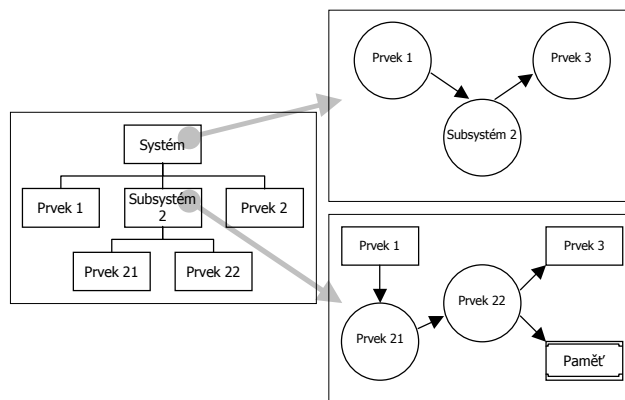 Systém
Prvek 1
Subsystém
2
Prvek 2
Prvek 21
Prvek 22
Prvek 1
Prvek 3
Subsystém 2
Prvek 1
Prvek 3
Prvek 22
Prvek 21
Paměť